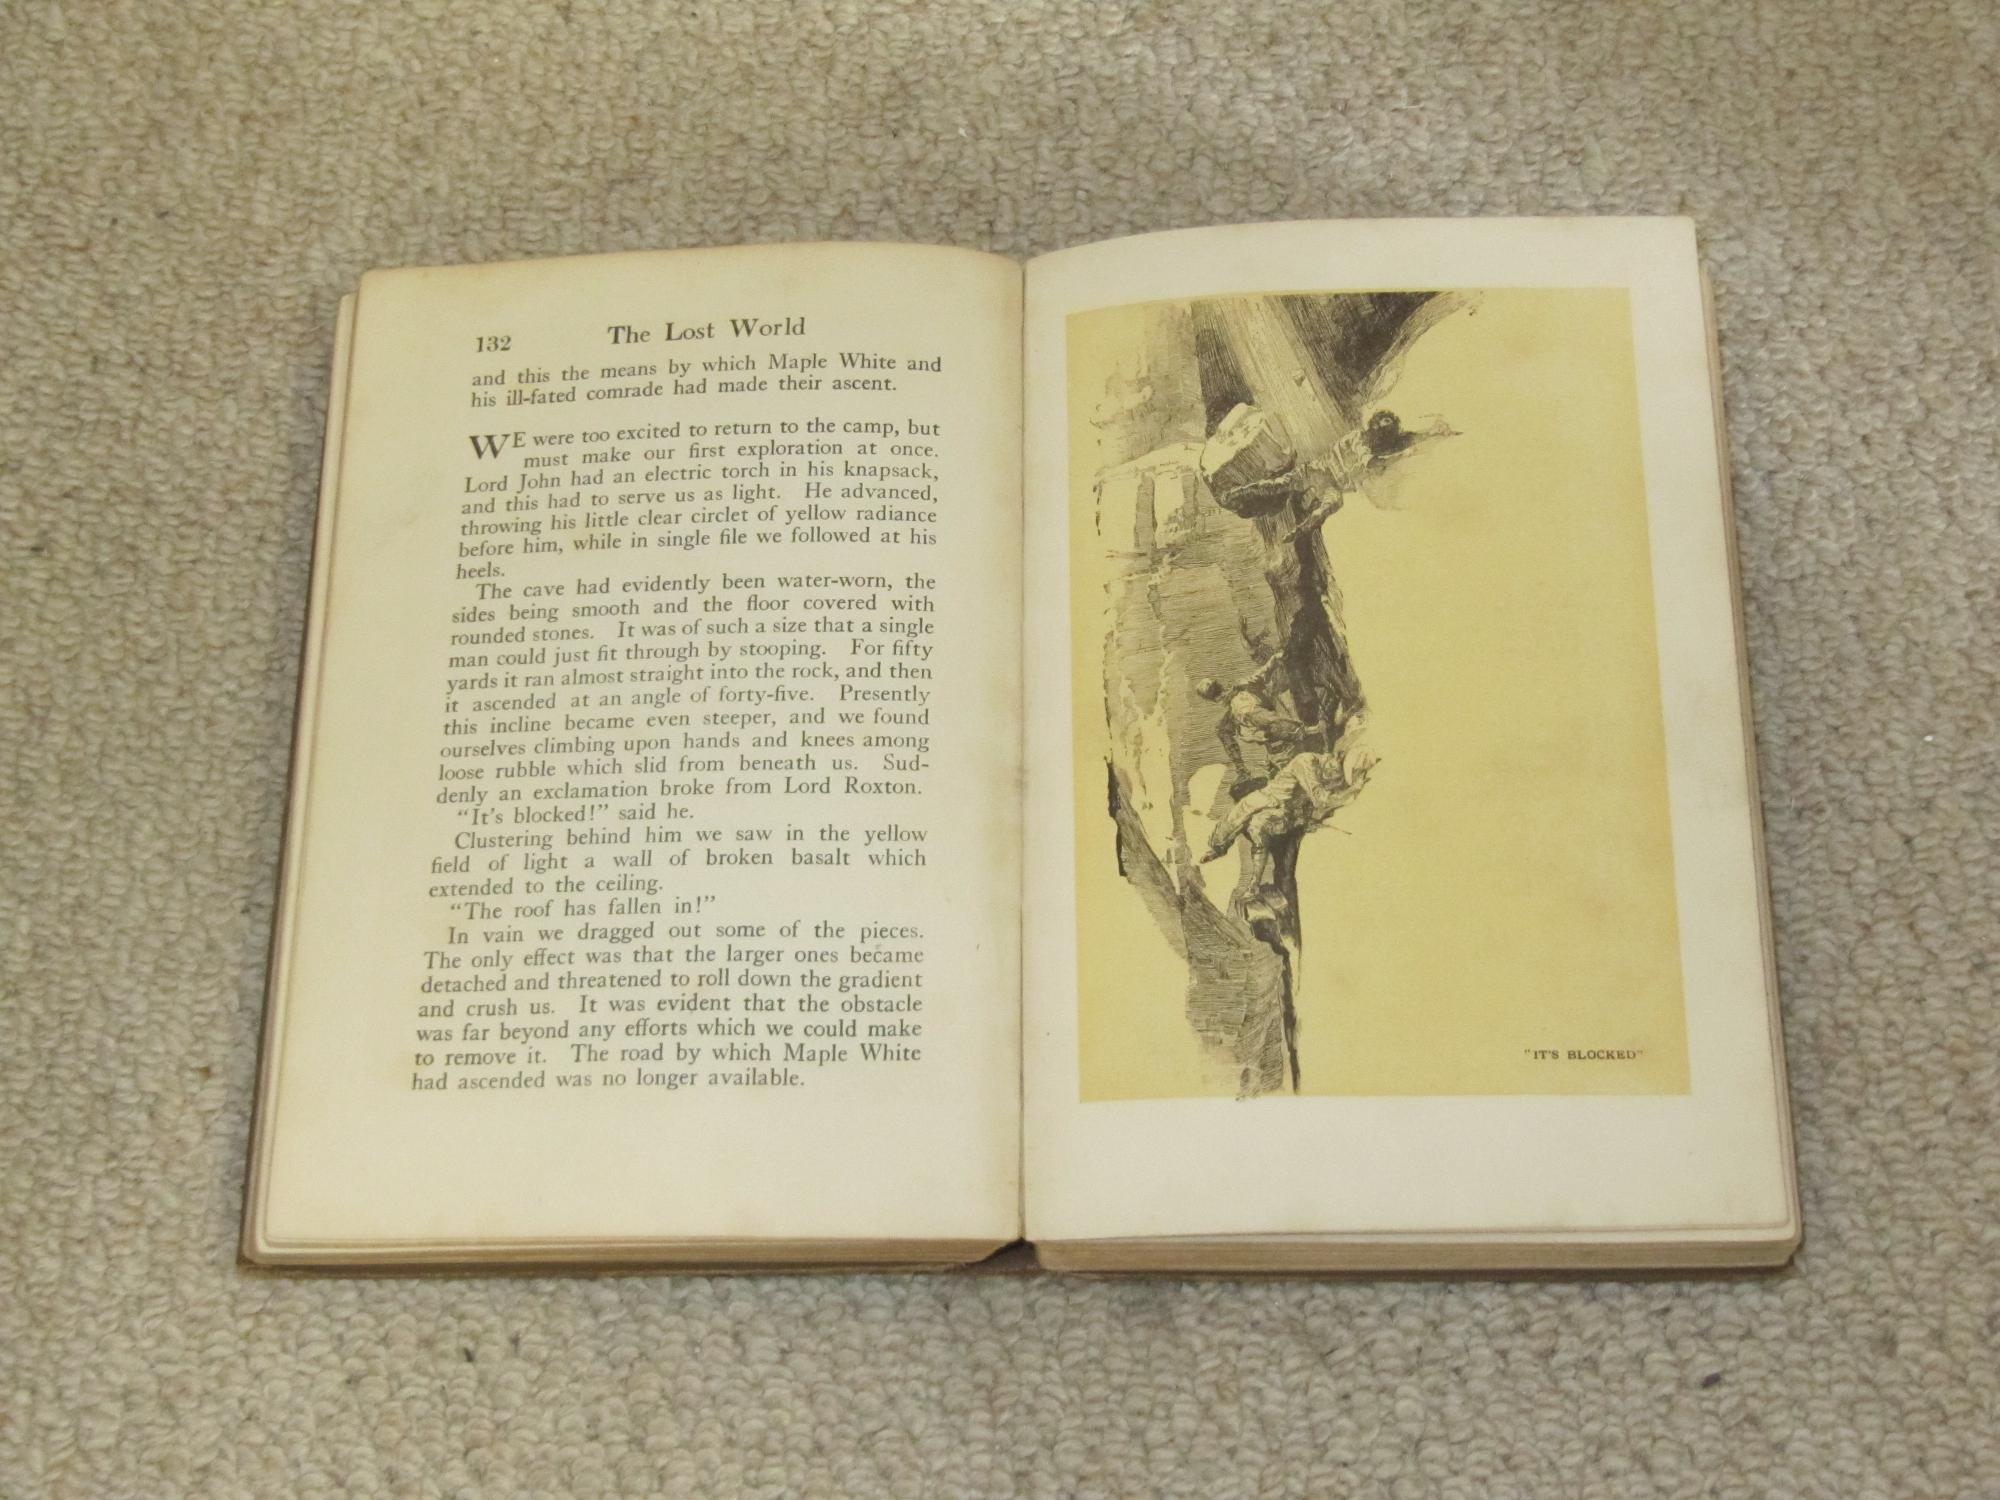 132 The Lost World
and this the means by which Maple White and
his ill-fated comrade had made their ascent.
WE were too excited to return to the camp, but
must make our first exploration at once.
Lord John had an electric torch in his knapsack,
and this had to serve us as light. He advanced,
throwing his little clear circlet of yellow radiance
before him, while in single file we followed at his
heels.
The cave had evidently been water-worn, the
sides being smooth and the floor covered with
rounded stones. It was of such a size that a single
man could just fit through by stooping. For fifty
yards it ran almost straight into the rock, and then
it ascended at an angle of forty-five. Presently
this incline became even steeper, and we found
ourselves climbing upon hands and knees among
loose rubble which slid from beneath us. Sud-
denly an exclamation broke from Lord Roxton.
"It's blocked!" said he.
Clustering behind him we saw in the yellow
field of light a wall of broken basalt which
extended to the ceiling.
"The roof has fallen in!"
In vain we dragged out some of the pieces.
The only effect was that the larger ones became
detached and threatened to roll down the gradient
and crush us. It was evident that the obstacle
was far beyond any efforts which we could make
to remove it. The road by which Maple White
had ascended was no longer available.
"IT'S BLOCKED"